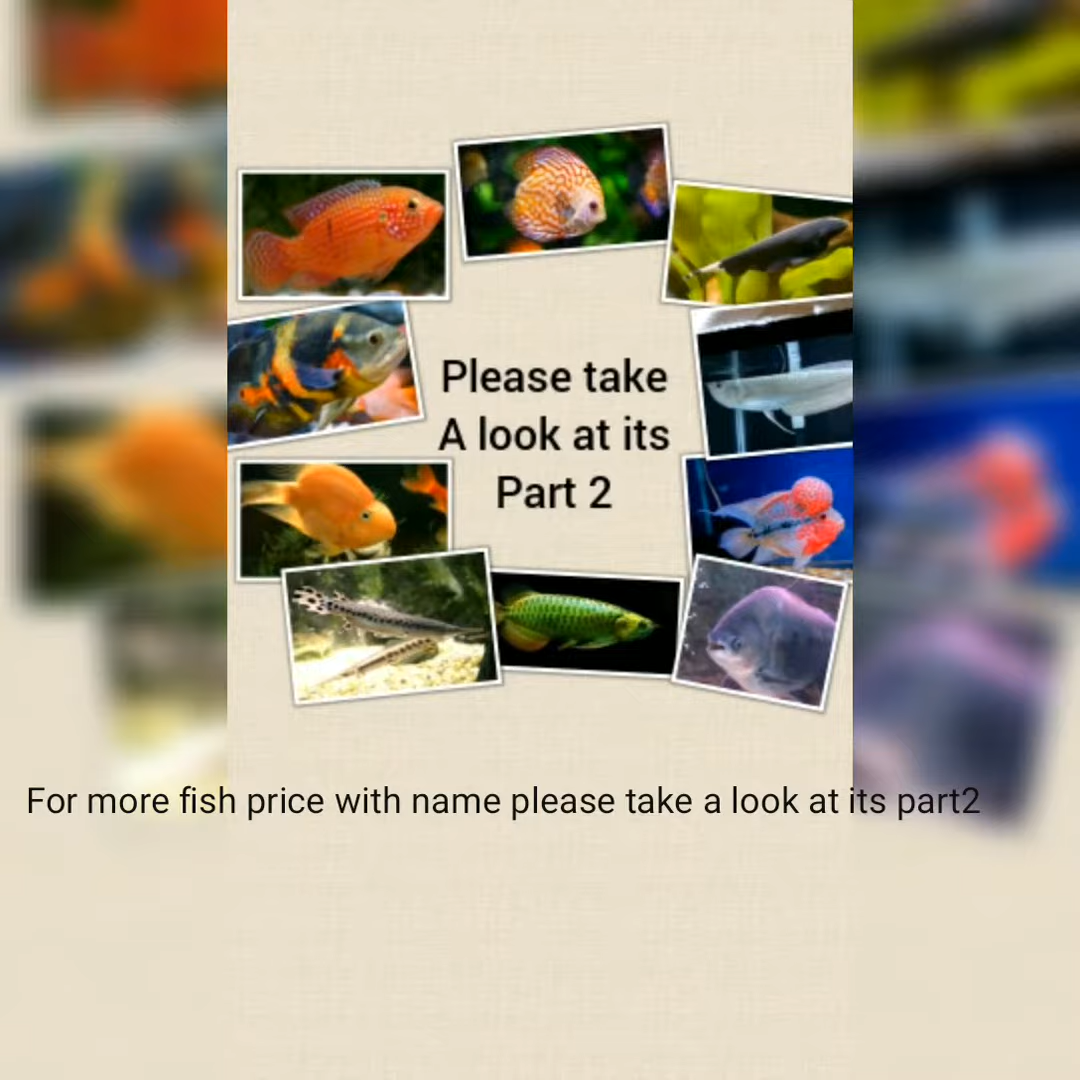 Please take
A look at its
Part 2
For more fish price with name please take a look at its part2